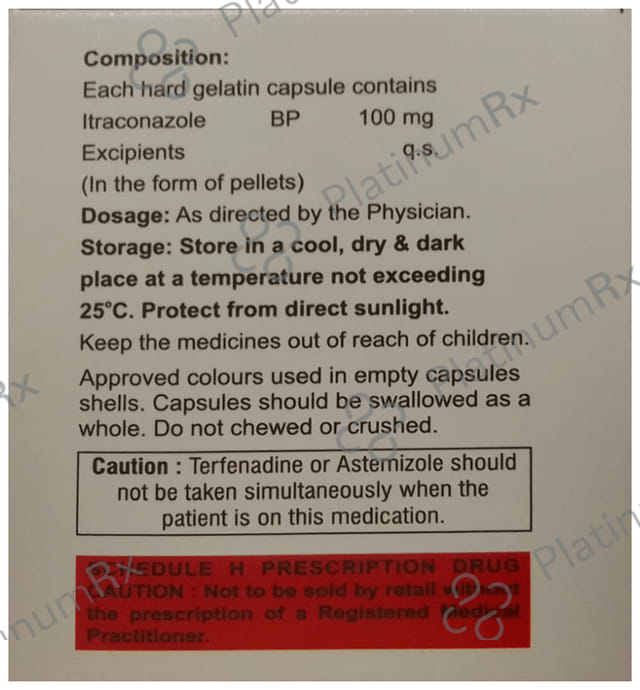 Composition:
Each hard gelatin capsule contains
Itraconazole BP 100 mg
Excipients q.s.
(In the form of pellets)
Dosage: As directed by the Physician.
Storage: Store in a cool, dry & dark
place at a temperature not exceeding
25°C. Protect from direct sunlight.
Keep the medicines out of reach of children.
Approved colours used in empty capsules
shells. Capsules should be swallowed as a
whole. Do not chewed or crushed.
Caution : Terfenadine or Astemizole should
not be taken simultaneously when the
patient is on this medication.
SCHEDULE H PRESCRIPTION DRUG
CAUTION : Not to be sold by retail without
the prescription of a Registered Medical
Practitioner.
PlatinumRx
PlatinumRx